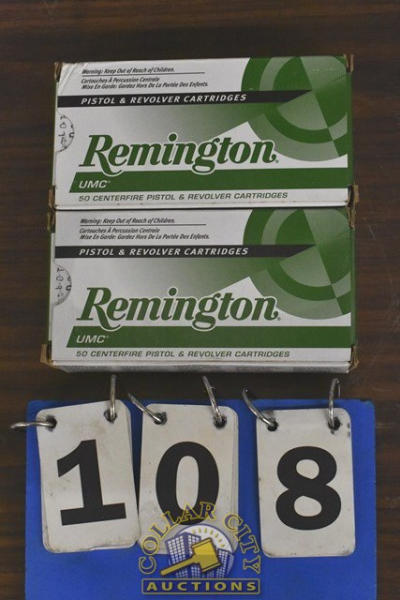 Warning: Keep Out of Reach of Children.
Cartouches À Percussion Centrale
Mise En Garde: Gardez Hors De La Portée Des Enfants.
PISTOL & REVOLVER CARTRIDGES
Remington.
UMC®
50 CENTERFIRE PISTOL & REVOLVER CARTRIDGES
Warning: Keep Out of Reach of Children.
Cartouches À Percussion Centrale
Mise En Garde: Gardez Hors De La Portée Des Enfants.
PISTOL & REVOLVER CARTRIDGES
Remington.
UMC®
50 CENTERFIRE PISTOL & REVOLVER CARTRIDGES
1 0 8
COLLAR CITY
AUCTIONS